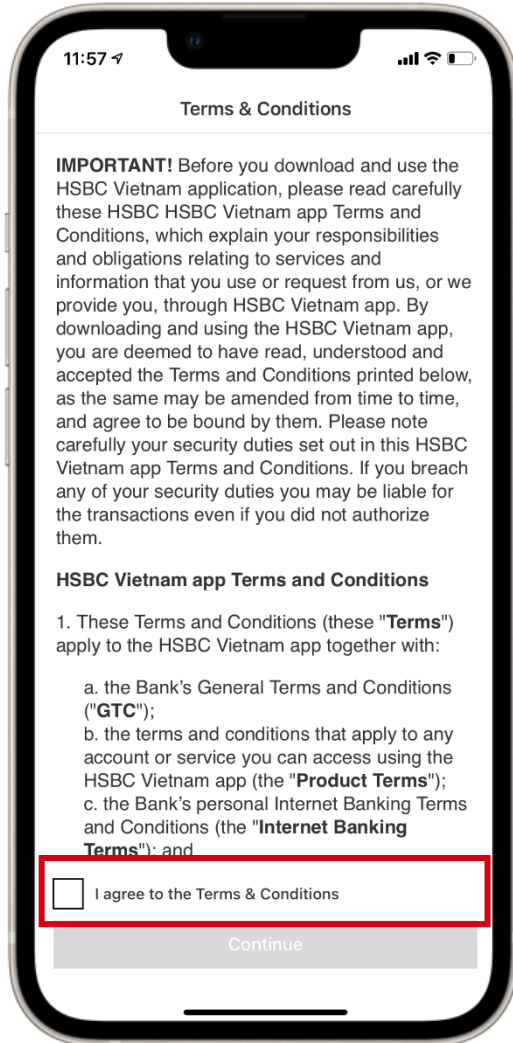 11:57
Terms & Conditions
IMPORTANT! Before you download and use the
HSBC Vietnam application, please read carefully
these HSBC HSBC Vietnam app Terms and
Conditions, which explain your responsibilities
and obligations relating to services and
information that you use or request from us, or we
provide you, through HSBC Vietnam app. By
downloading and using the HSBC Vietnam app,
you are deemed to have read, understood and
accepted the Terms and Conditions printed below,
as the same may be amended from time to time,
and agree to be bound by them. Please note
carefully your security duties set out in this HSBC
Vietnam app Terms and Conditions. If you breach
any of your security duties you may be liable for
the transactions even if you did not authorize
them.
HSBC Vietnam app Terms and Conditions
1. These Terms and Conditions (these "Terms")
apply to the HSBC Vietnam app together with:
a. the Bank's General Terms and Conditions
("GTC");
b. the terms and conditions that apply to any
account or service you can access using the
HSBC Vietnam app (the "Product Terms");
c. the Bank's personal Internet Banking Terms
and Conditions (the "Internet Banking
Terms"); and
I agree to the Terms & Conditions
Continue